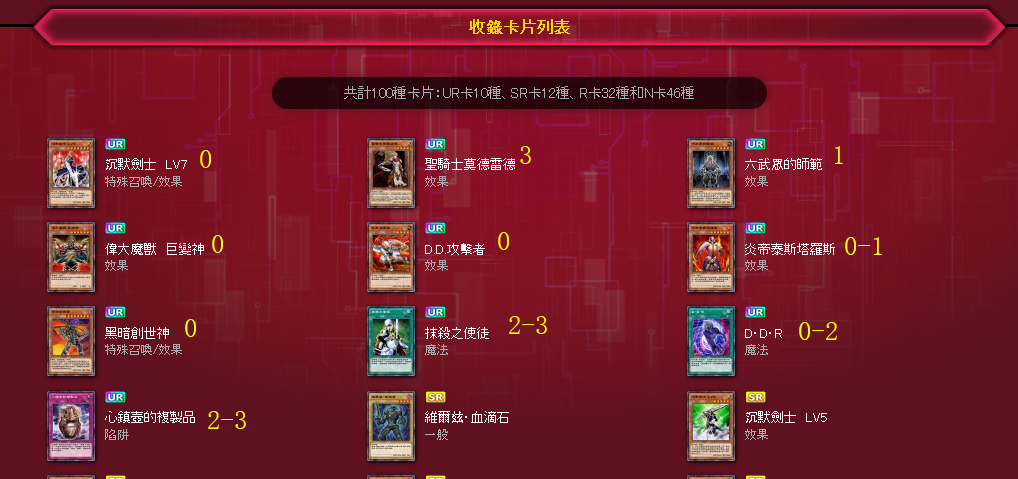 收錄卡片列表
共計100種卡片:UR卡10種、SR卡12種、R卡32種和N卡46種
UR
沉默劍士 LV7 0
特殊召喚/效果
UR
聖騎士莫德雷德 3
效果
UR
六武眾的師範 1
效果
UR
偉大魔獸 巨變神 0
效果
UR
D.D.攻擊者 0
效果
UR
炎帝泰斯塔羅斯 0-1
效果
UR
黑暗創世神 0
特殊召喚/效果
UR
抹殺之使徒 2-3
魔法
UR
D·D·R 0-2
魔法
UR
心鎮壺的複製品 2-3
陷阱
SR
維爾茲·血滴石
一般
SR
沉默劍士 LV5
效果